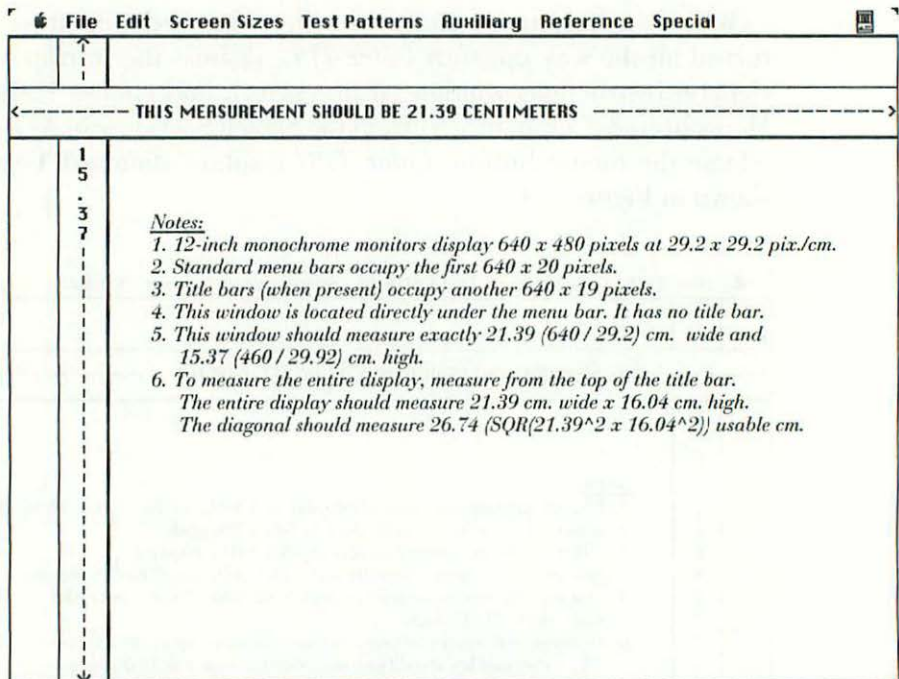 File Edit Screen Sizes Test Patterns Auxiliary Reference Special
THIS MEASUREMENT SHOULD BE 21.39 CENTIMETERS
15.37
Notes:
1. 12-inch monochrome monitors display 640 x 480 pixels at 29.2 x 29.2 pix./cm.
2. Standard menu bars occupy the first 640 x 20 pixels.
3. Title bars (when present) occupy another 640 x 19 pixels.
4. This window is located directly under the menu bar. It has no title bar.
5. This window should measure exactly 21.39 (640 / 29.2) cm. wide and
15.37 (460 / 29.92) cm. high.
6. To measure the entire display, measure from the top of the title bar.
The entire display should measure 21.39 cm. wide x 16.04 cm. high.
The diagonal should measure 26.74 (SQR(21.39^2 x 16.04^2)) usable cm.